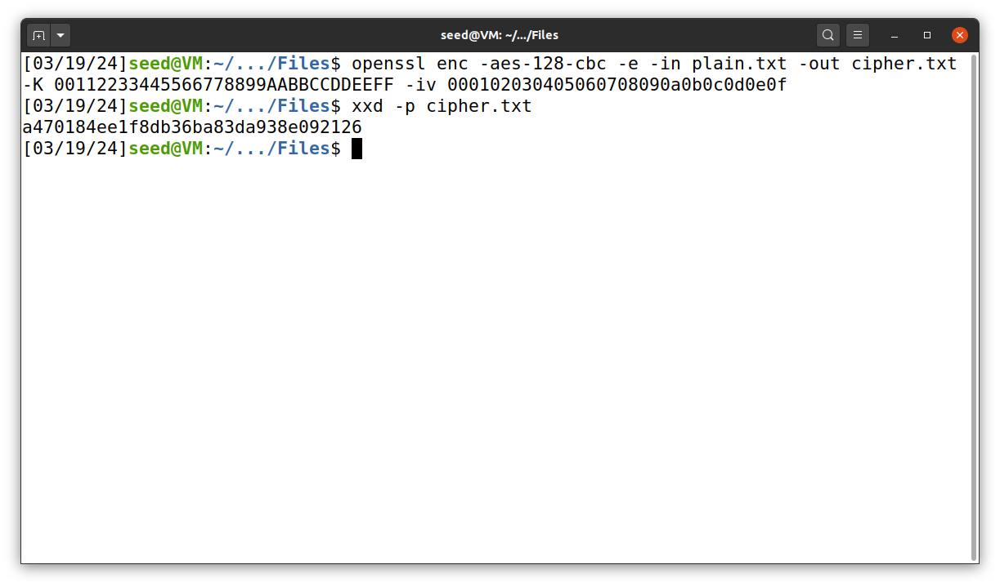 seed@VM: ~/.../Files
[03/19/24]seed@VM:~/.../Files$ openssl enc -aes-128-cbc -e -in plain.txt -out cipher.txt
-K 00112233445566778899AABBCCDDEEFF -iv 000102030405060708090a0b0c0d0e0f
[03/19/24]seed@VM:~/.../Files$ xxd -p cipher.txt
a470184ee1f8db36ba83da938e092126
[03/19/24]seed@VM:~/.../Files$